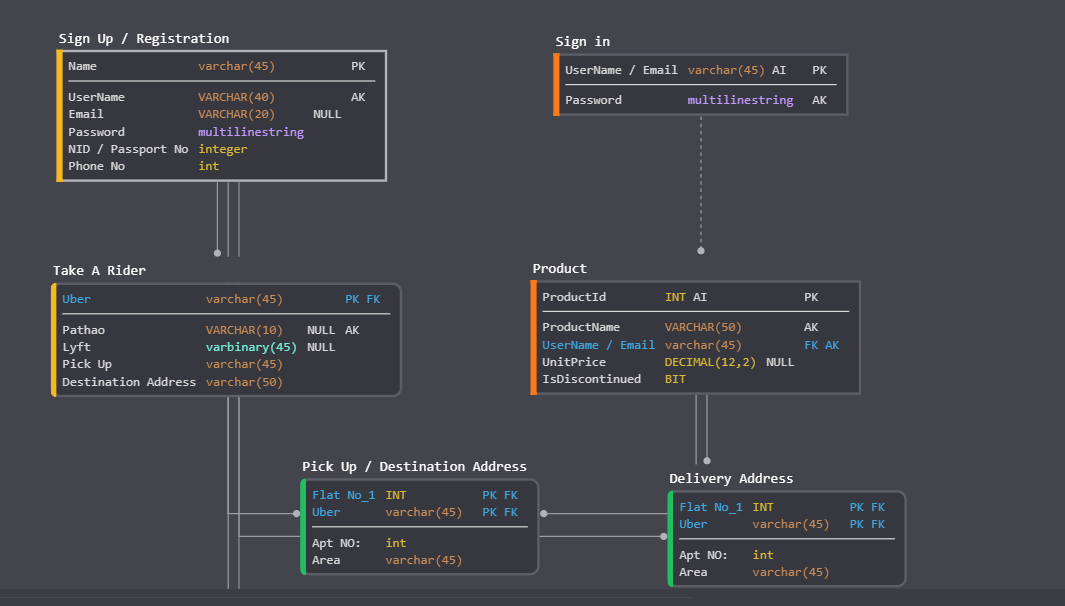 Sign Up / Registration
Name varchar(45) PK
UserName VARCHAR(40) AK
Email VARCHAR(20) NULL
Password multilinestring
NID / Passport No integer
Phone No int
Sign in
UserName / Email varchar(45) AI PK
Password multilinestring AK
Take A Rider
Uber varchar(45) PK FK
Pathao VARCHAR(10) NULL AK
Lyft varbinary(45) NULL
Pick Up varchar(45)
Destination Address varchar(50)
Product
ProductId INT AI PK
ProductName VARCHAR(50) AK
UserName / Email varchar(45) FK AK
UnitPrice DECIMAL(12,2) NULL
IsDiscontinued BIT
Pick Up / Destination Address
Flat No_1 INT PK FK
Uber varchar(45) PK FK
Apt NO: int
Area varchar(45)
Delivery Address
Flat No_1 INT PK FK
Uber varchar(45) PK FK
Apt NO: int
Area varchar(45)